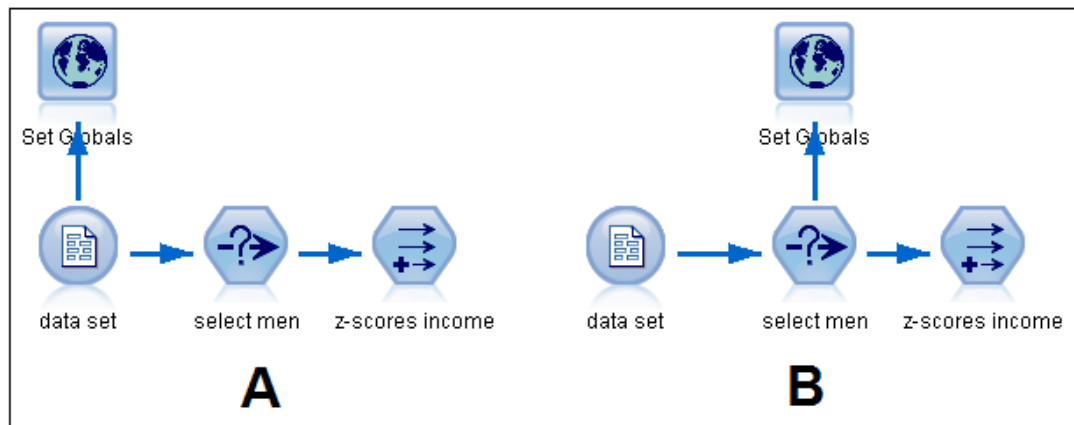 Set Globals
data set
select men
z-scores income
A
Set Globals
data set
select men
z-scores income
B